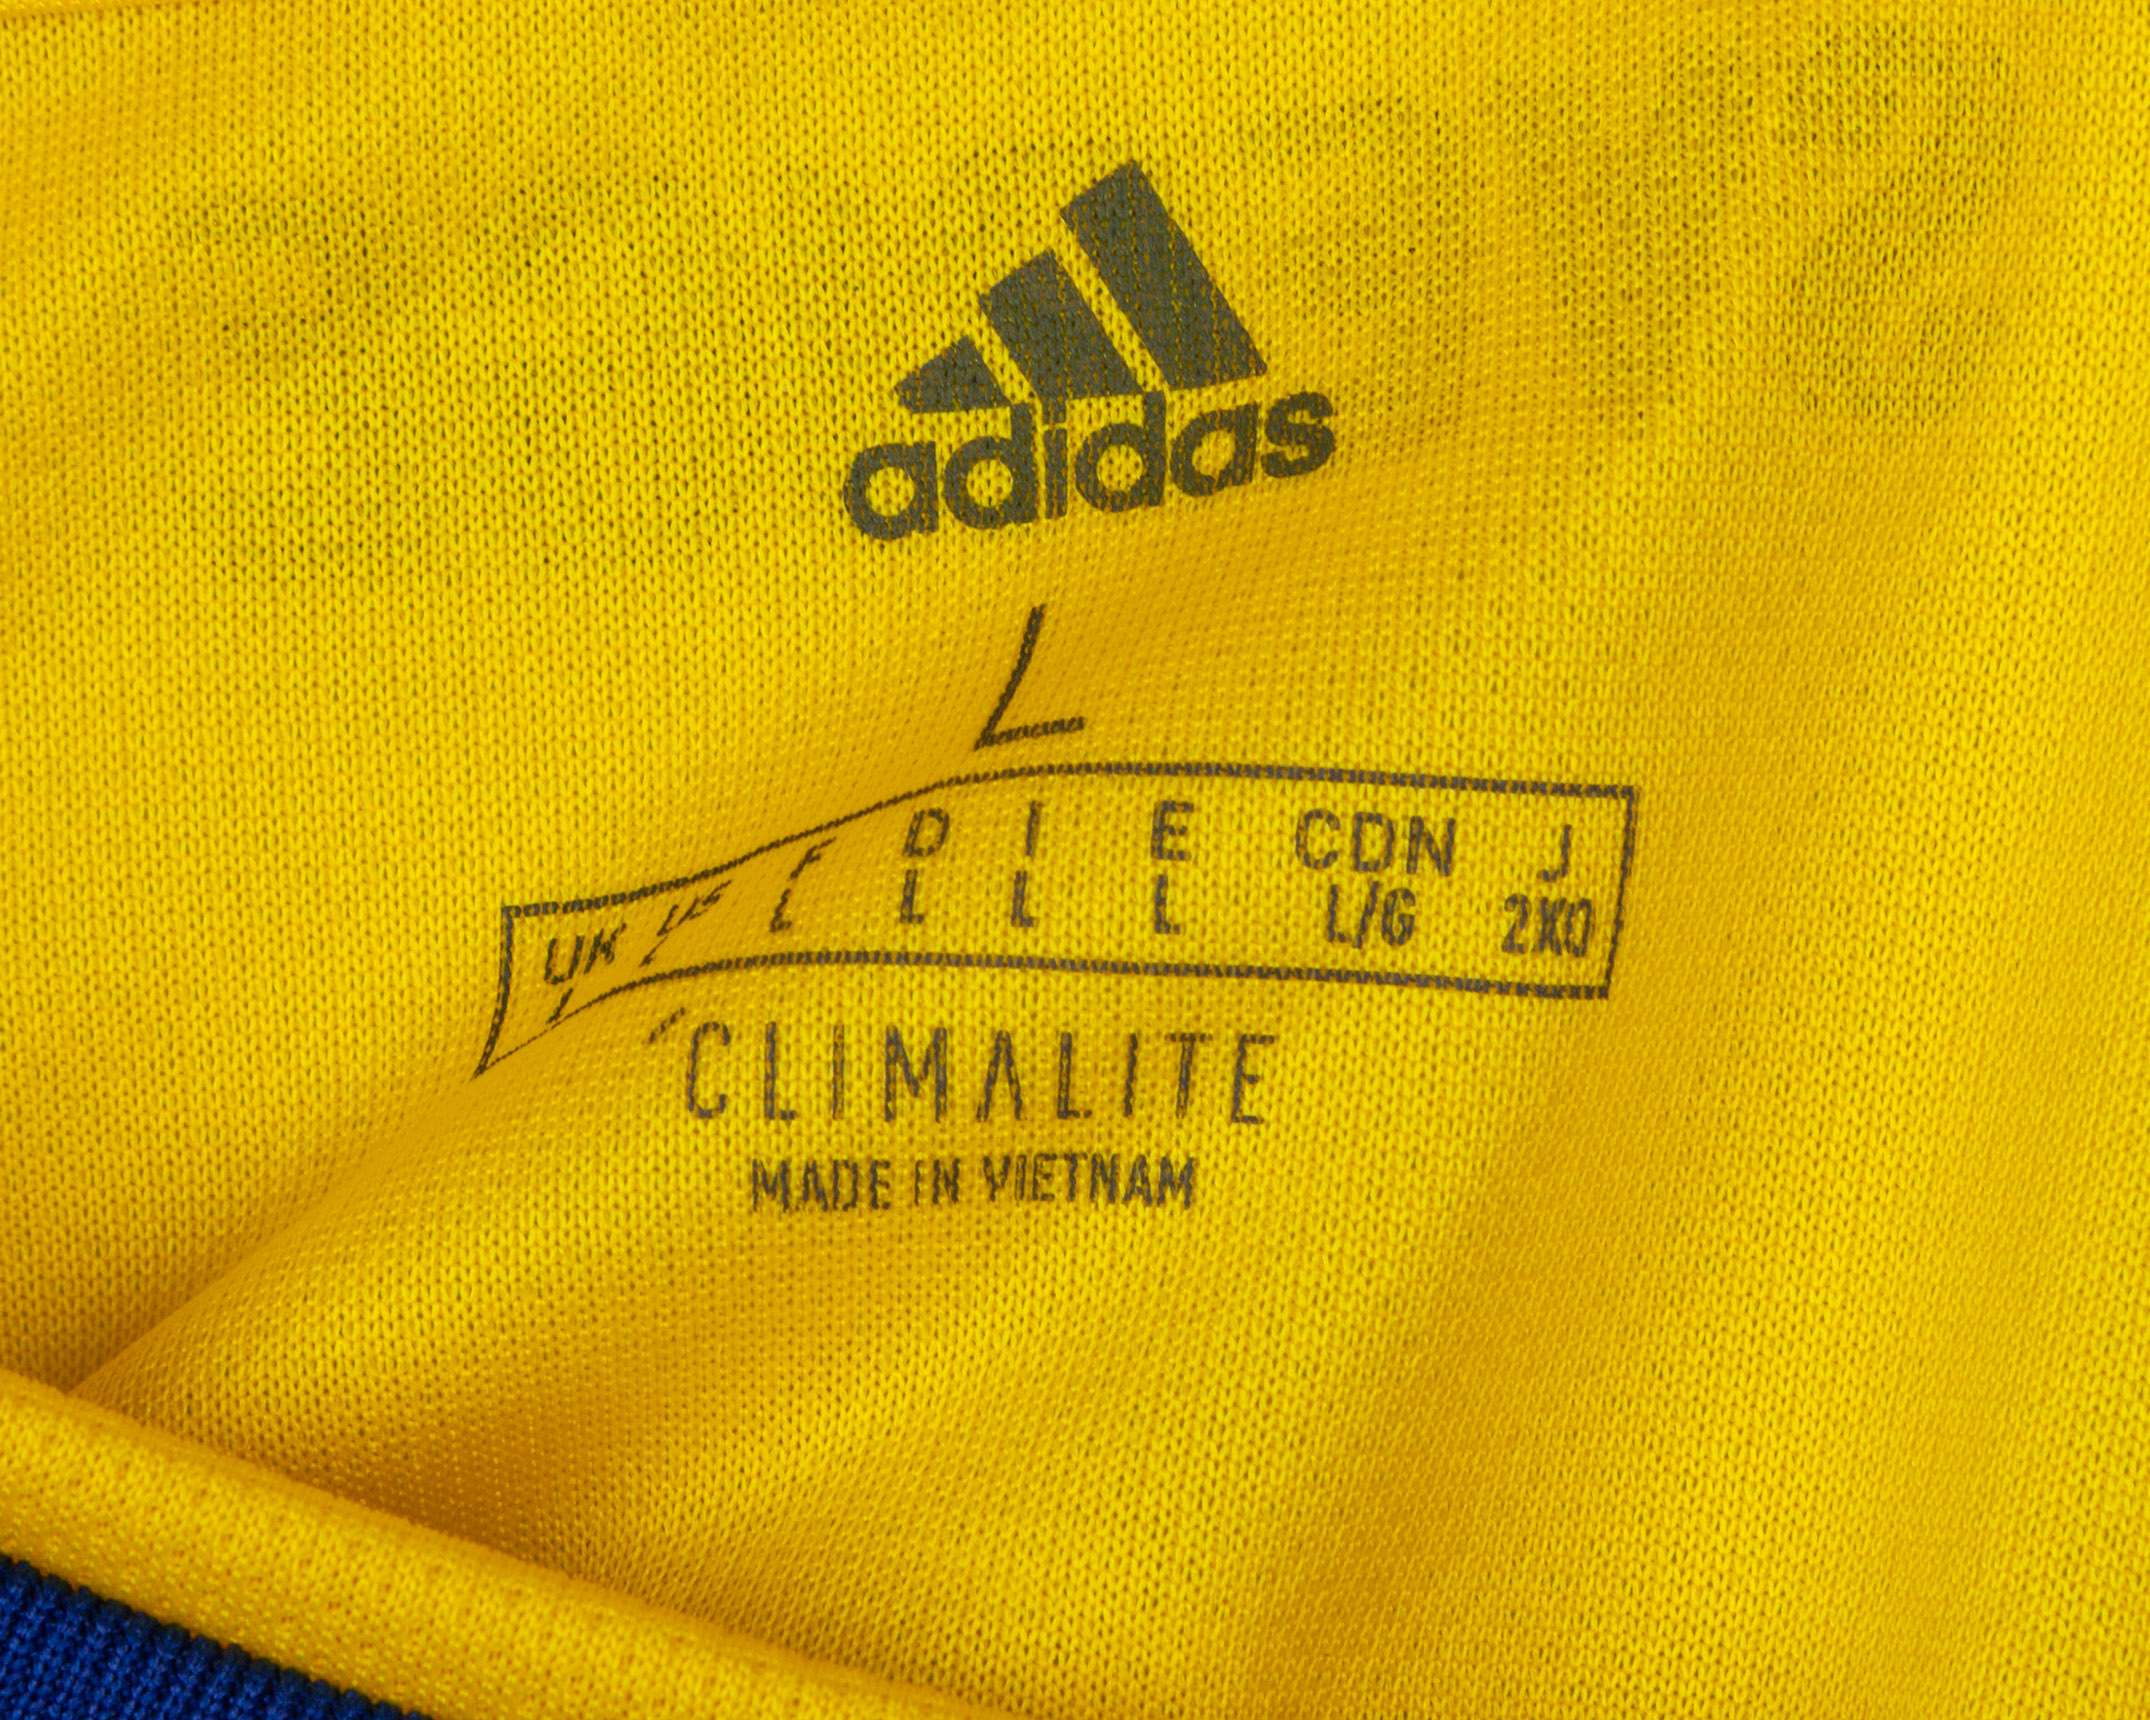 adidas
L
UK US F D I E CDN J
L L L L L L L/G 2XO
CLIMALITE
MADE IN VIETNAM